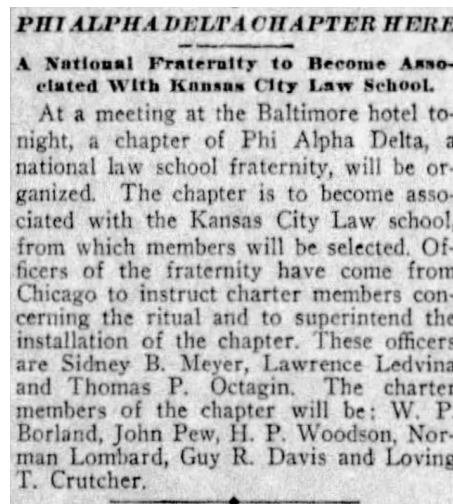 PHI ALPHA DELTA CHAPTER HERE
A National Fraternity to Become Asso-
ciated With Kansas City Law School.
At a meeting at the Baltimore hotel to-
night, a chapter of Phi Alpha Delta, a
national law school fraternity, will be or-
ganized. The chapter is to become asso-
ciated with the Kansas City Law school,
from which members will be selected. Of-
ficers of the fraternity have come from
Chicago to instruct charter members con-
cerning the ritual and to superintend the
installation of the chapter. These officers
are Sidney B. Meyer, Lawrence Ledvina
and Thomas P. Octagin. The charter
members of the chapter will be: W. P.
Borland, John Pew, H. P. Woodson, Nor-
man Lombard, Guy R. Davis and Loving
T. Crutcher.